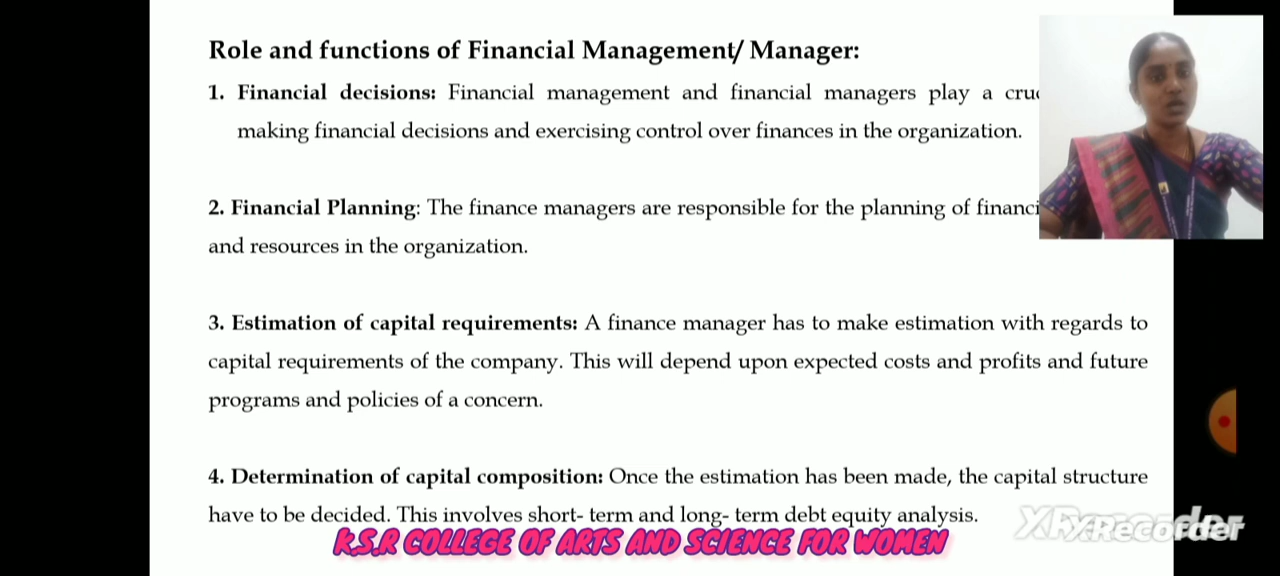 Role and functions of Financial Management/ Manager:
1. Financial decisions: Financial management and financial managers play a
making financial decisions and exercising control over finances in the organization.
2. Financial Planning: The finance managers are responsible for the planning of
and resources in the organization.
3. Estimation of capital requirements: A finance manager has to make estimation with regards to
capital requirements of the company. This will depend upon expected costs and profits and future
programs and policies of a concern.
4. Determination of capital composition: Once the estimation has been made, the capital structure
have to be decided. This involves short- term and long- term debt equity analysis.
K.S.R COLLEGE OF ARTS AND SCIENCE FOR WOMEN
XRecorder